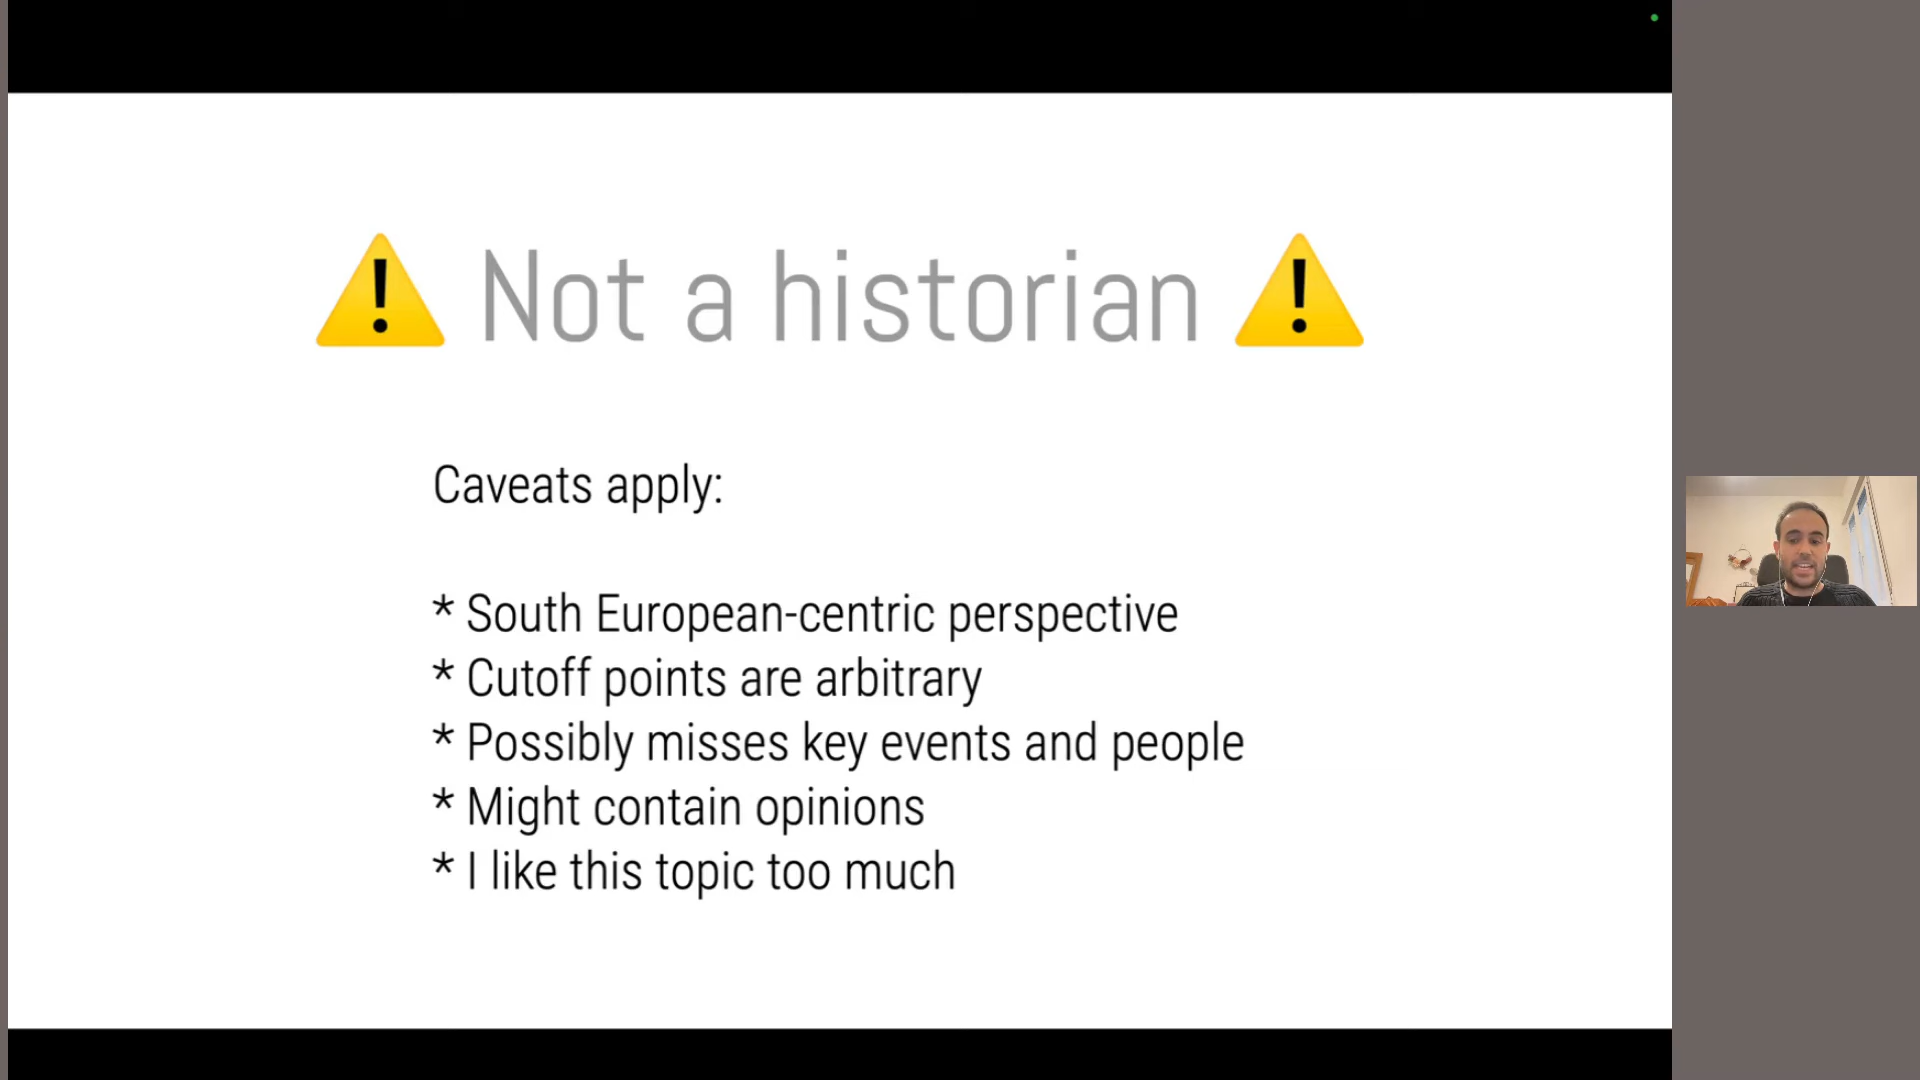 ⚠️ Not a historian ⚠️
Caveats apply:
* South European-centric perspective
* Cutoff points are arbitrary
* Possibly misses key events and people
* Might contain opinions
* I like this topic too much